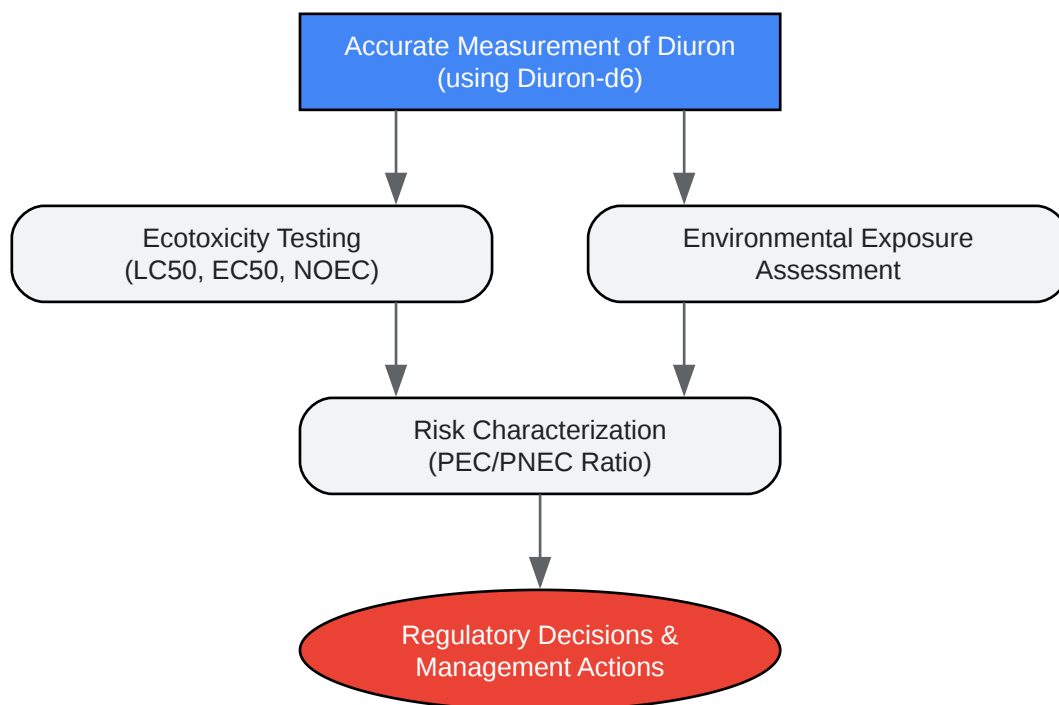 Accurate Measurement of Diuron
(using Diuron-d6)
Ecotoxicity Testing
(LC50, EC50, NOEC)
Environmental Exposure
Assessment
Risk Characterization
(PEC/PNEC Ratio)
Regulatory Decisions &
Management Actions